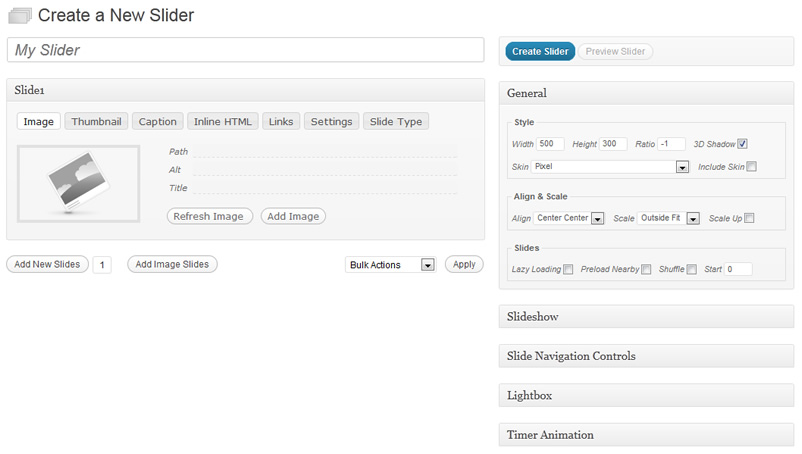 Create a New Slider
My Slider
Slide1
Image Thumbnail Caption Inline HTML Links Settings Slide Type
Path
Alt
Title
Refresh Image Add Image
Add New Slides 1 Add Image Slides Bulk Actions Apply
Create Slider Preview Slider
General
Style
Width 500 Height 300 Ratio -1 3D Shadow
Skin Pixel Include Skin
Align & Scale
Align Center Center Scale Outside Fit Scale Up
Slides
Lazy Loading Preload Nearby Shuffle Start 0
Slideshow
Slide Navigation Controls
Lightbox
Timer Animation